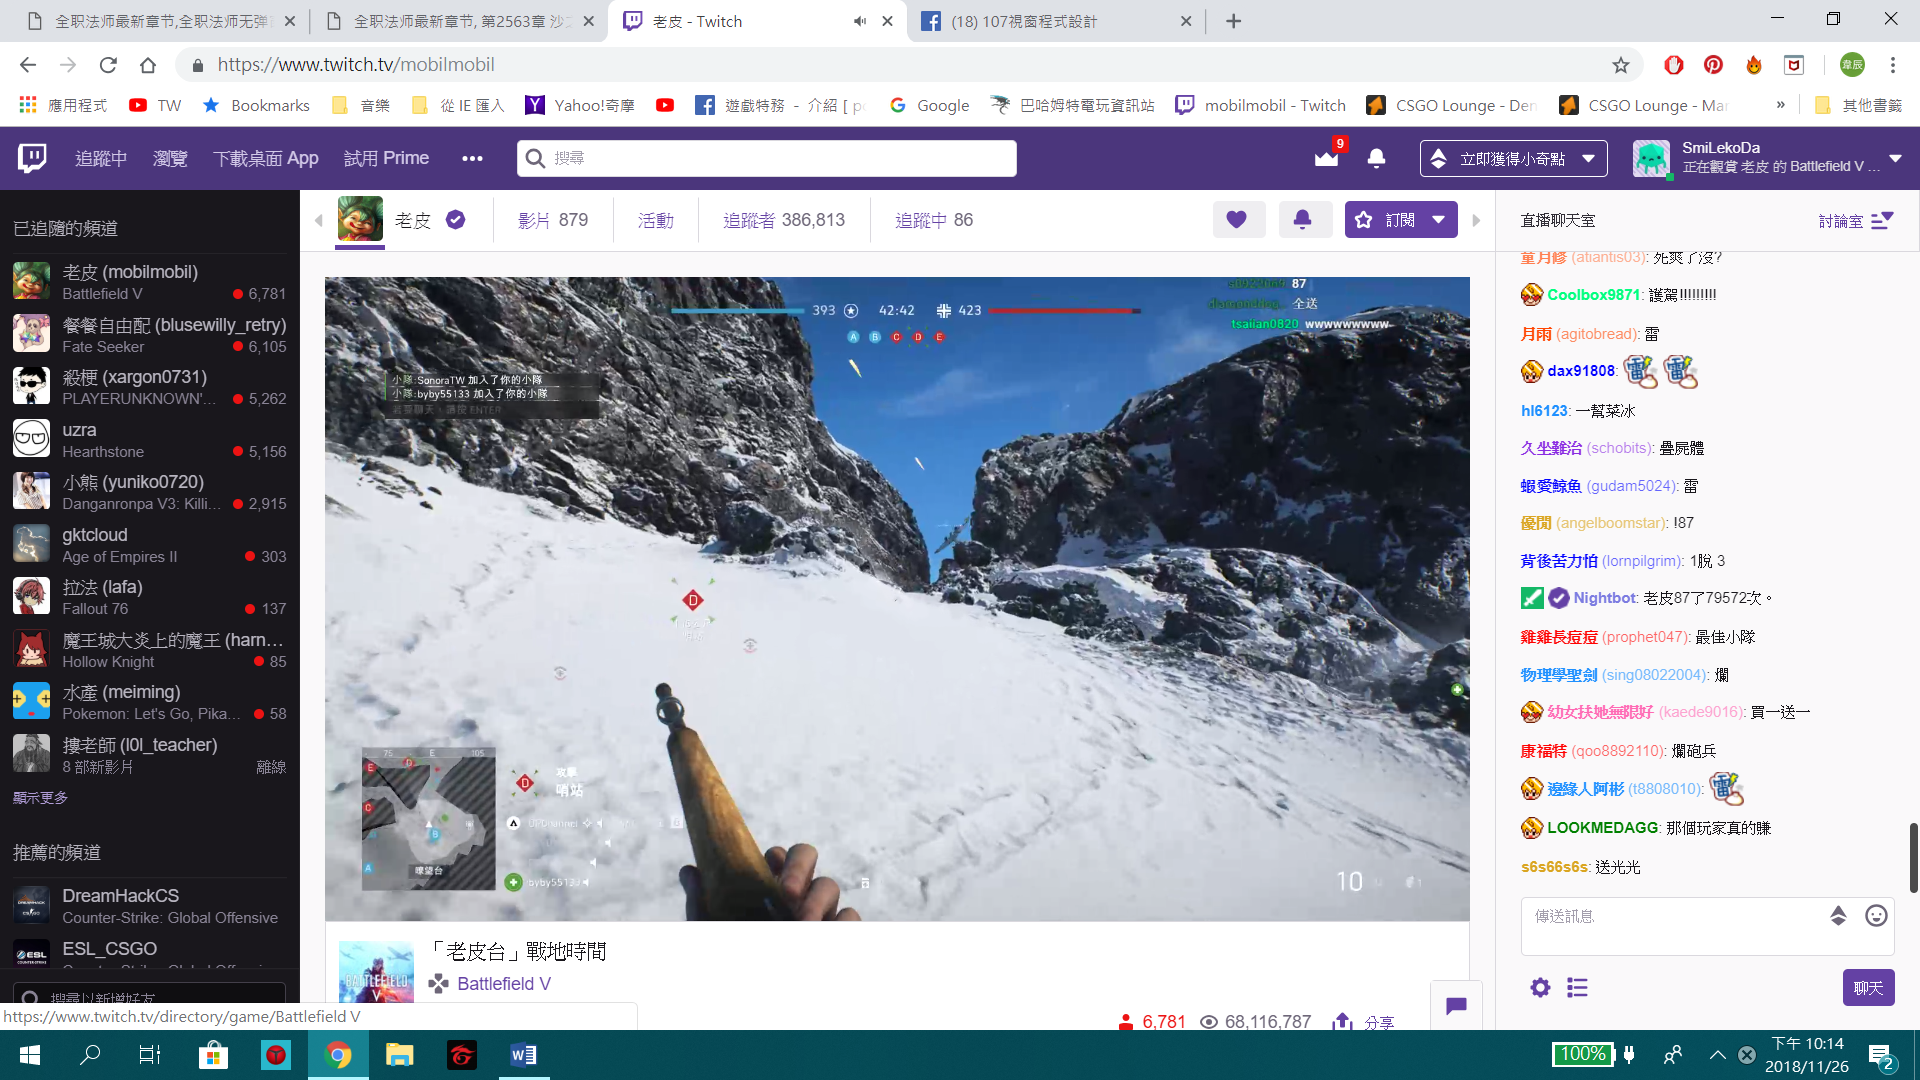 全职法师最新章节,全职法师无弹
全职法师最新章节, 第2563章 沙
老皮 - Twitch
(18) 107視窗程式設計
https://www.twitch.tv/mobilmobil
韋辰
應用程式
TW
Bookmarks
音樂
從 IE 匯入
Yahoo!奇摩
遊戲特務 - 介紹 [ p
Google
巴哈姆特電玩資訊站
mobilmobil - Twitch
CSGO Lounge - Den
CSGO Lounge - Mar
»
其他書籤
追蹤中
瀏覽
下載桌面 App
試用 Prime
搜尋
9
立即獲得小奇點
SmiLekoDa
正在觀賞 老皮 的 Battlefield V ...
已追隨的頻道
老皮 (mobilmobil)
Battlefield V
6,781
餐餐自由配 (blusewilly_retry)
Fate Seeker
6,105
殺梗 (xargon0731)
PLAYERUNKNOWN'...
5,262
uzra
Hearthstone
5,156
小熊 (yuniko0720)
Danganronpa V3: Killi...
2,915
gktcloud
Age of Empires II
303
拉法 (lafa)
Fallout 76
137
魔王城大炎上的魔王 (harn...
Hollow Knight
85
水產 (meiming)
Pokemon: Let's Go, Pika...
58
摟老師 (l0l_teacher)
8 部新影片
離線
顯示更多
推薦的頻道
DreamHackCS
Counter-Strike: Global Offensive
ESL_CSGO
搜尋以新增好友
https://www.twitch.tv/directory/game/Battlefield V
老皮
影片 879
活動
追蹤者 386,813
追蹤中 86
訂閱
393
42:42
423
A B C D E
87
全送
tsaiian0820 wwwwwwwww
小隊:SonoraTW 加入了你的小隊
小隊:byby55133 加入了你的小隊
D
75 E 105
E
D
C
B
A
瞭望台
D
攻擊
哨站
byby55133
10
「老皮台」戰地時間
BATTLEFIELD V
Battlefield V
6,781
68,116,787
分享
直播聊天室
討論室
童月修 (atlantis03): 死爽了沒?
Coolbox9871: 護駕!!!!!!!!!
月雨 (agitobread): 雷
dax91808: 雷 雷
hl6123: 一幫菜冰
久坐難治 (schobits): 疊屍體
蝦愛鯨魚 (gudam5024): 雷
優閒 (angelboomstar): !87
背後苦力怕 (lornpilgrim): 1脫 3
Nightbot: 老皮87了79572次。
雞雞長痘痘 (prophet047): 最佳小隊
物理學聖劍 (sing08022004): 爛
幼女扶她無限好 (kaede9016): 買一送一
康福特 (qoo8892110): 爛砲兵
邊緣人阿彬 (t8808010): 雷
LOOKMEDAGG: 那個玩家真的賺
s6s66s6s: 送光光
傳送訊息
聊天
100%
下午 10:14
2018/11/26
2